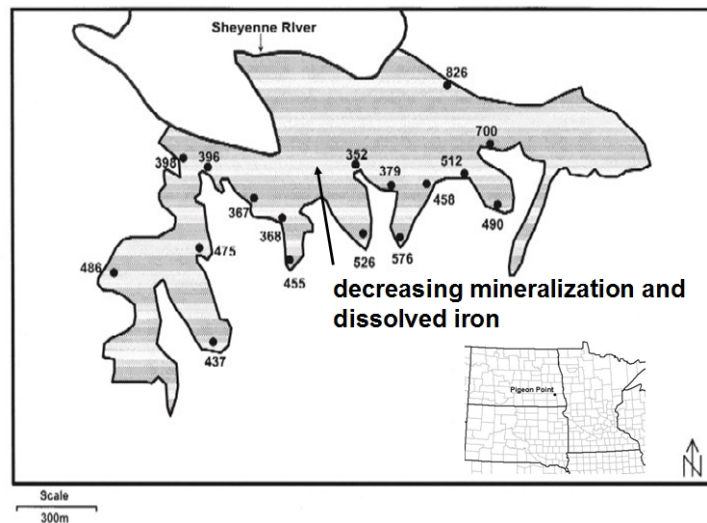 Sheyenne River
826
700
398
396
352
379
512
367
458
368
490
475
526
576
486
455
decreasing mineralization and
dissolved iron
437
Pigeon Point
N
Scale
300m